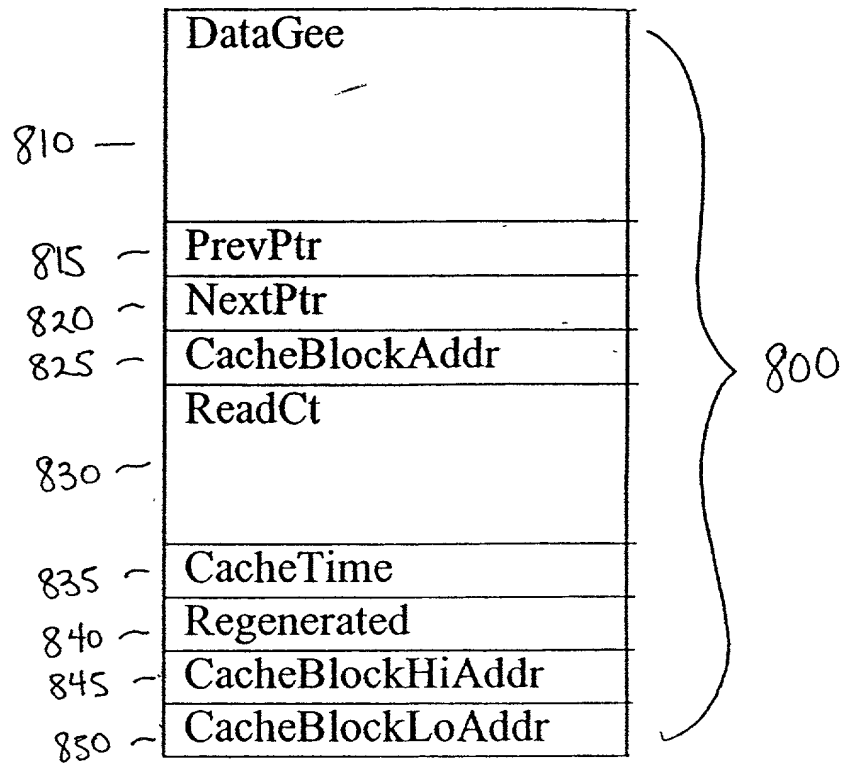 DataGee
810
815 PrevPtr
820 NextPtr
825 CacheBlockAddr
ReadCt
800
830
835 CacheTime
840 Regenerated
845 CacheBlockHiAddr
850 CacheBlockLoAddr